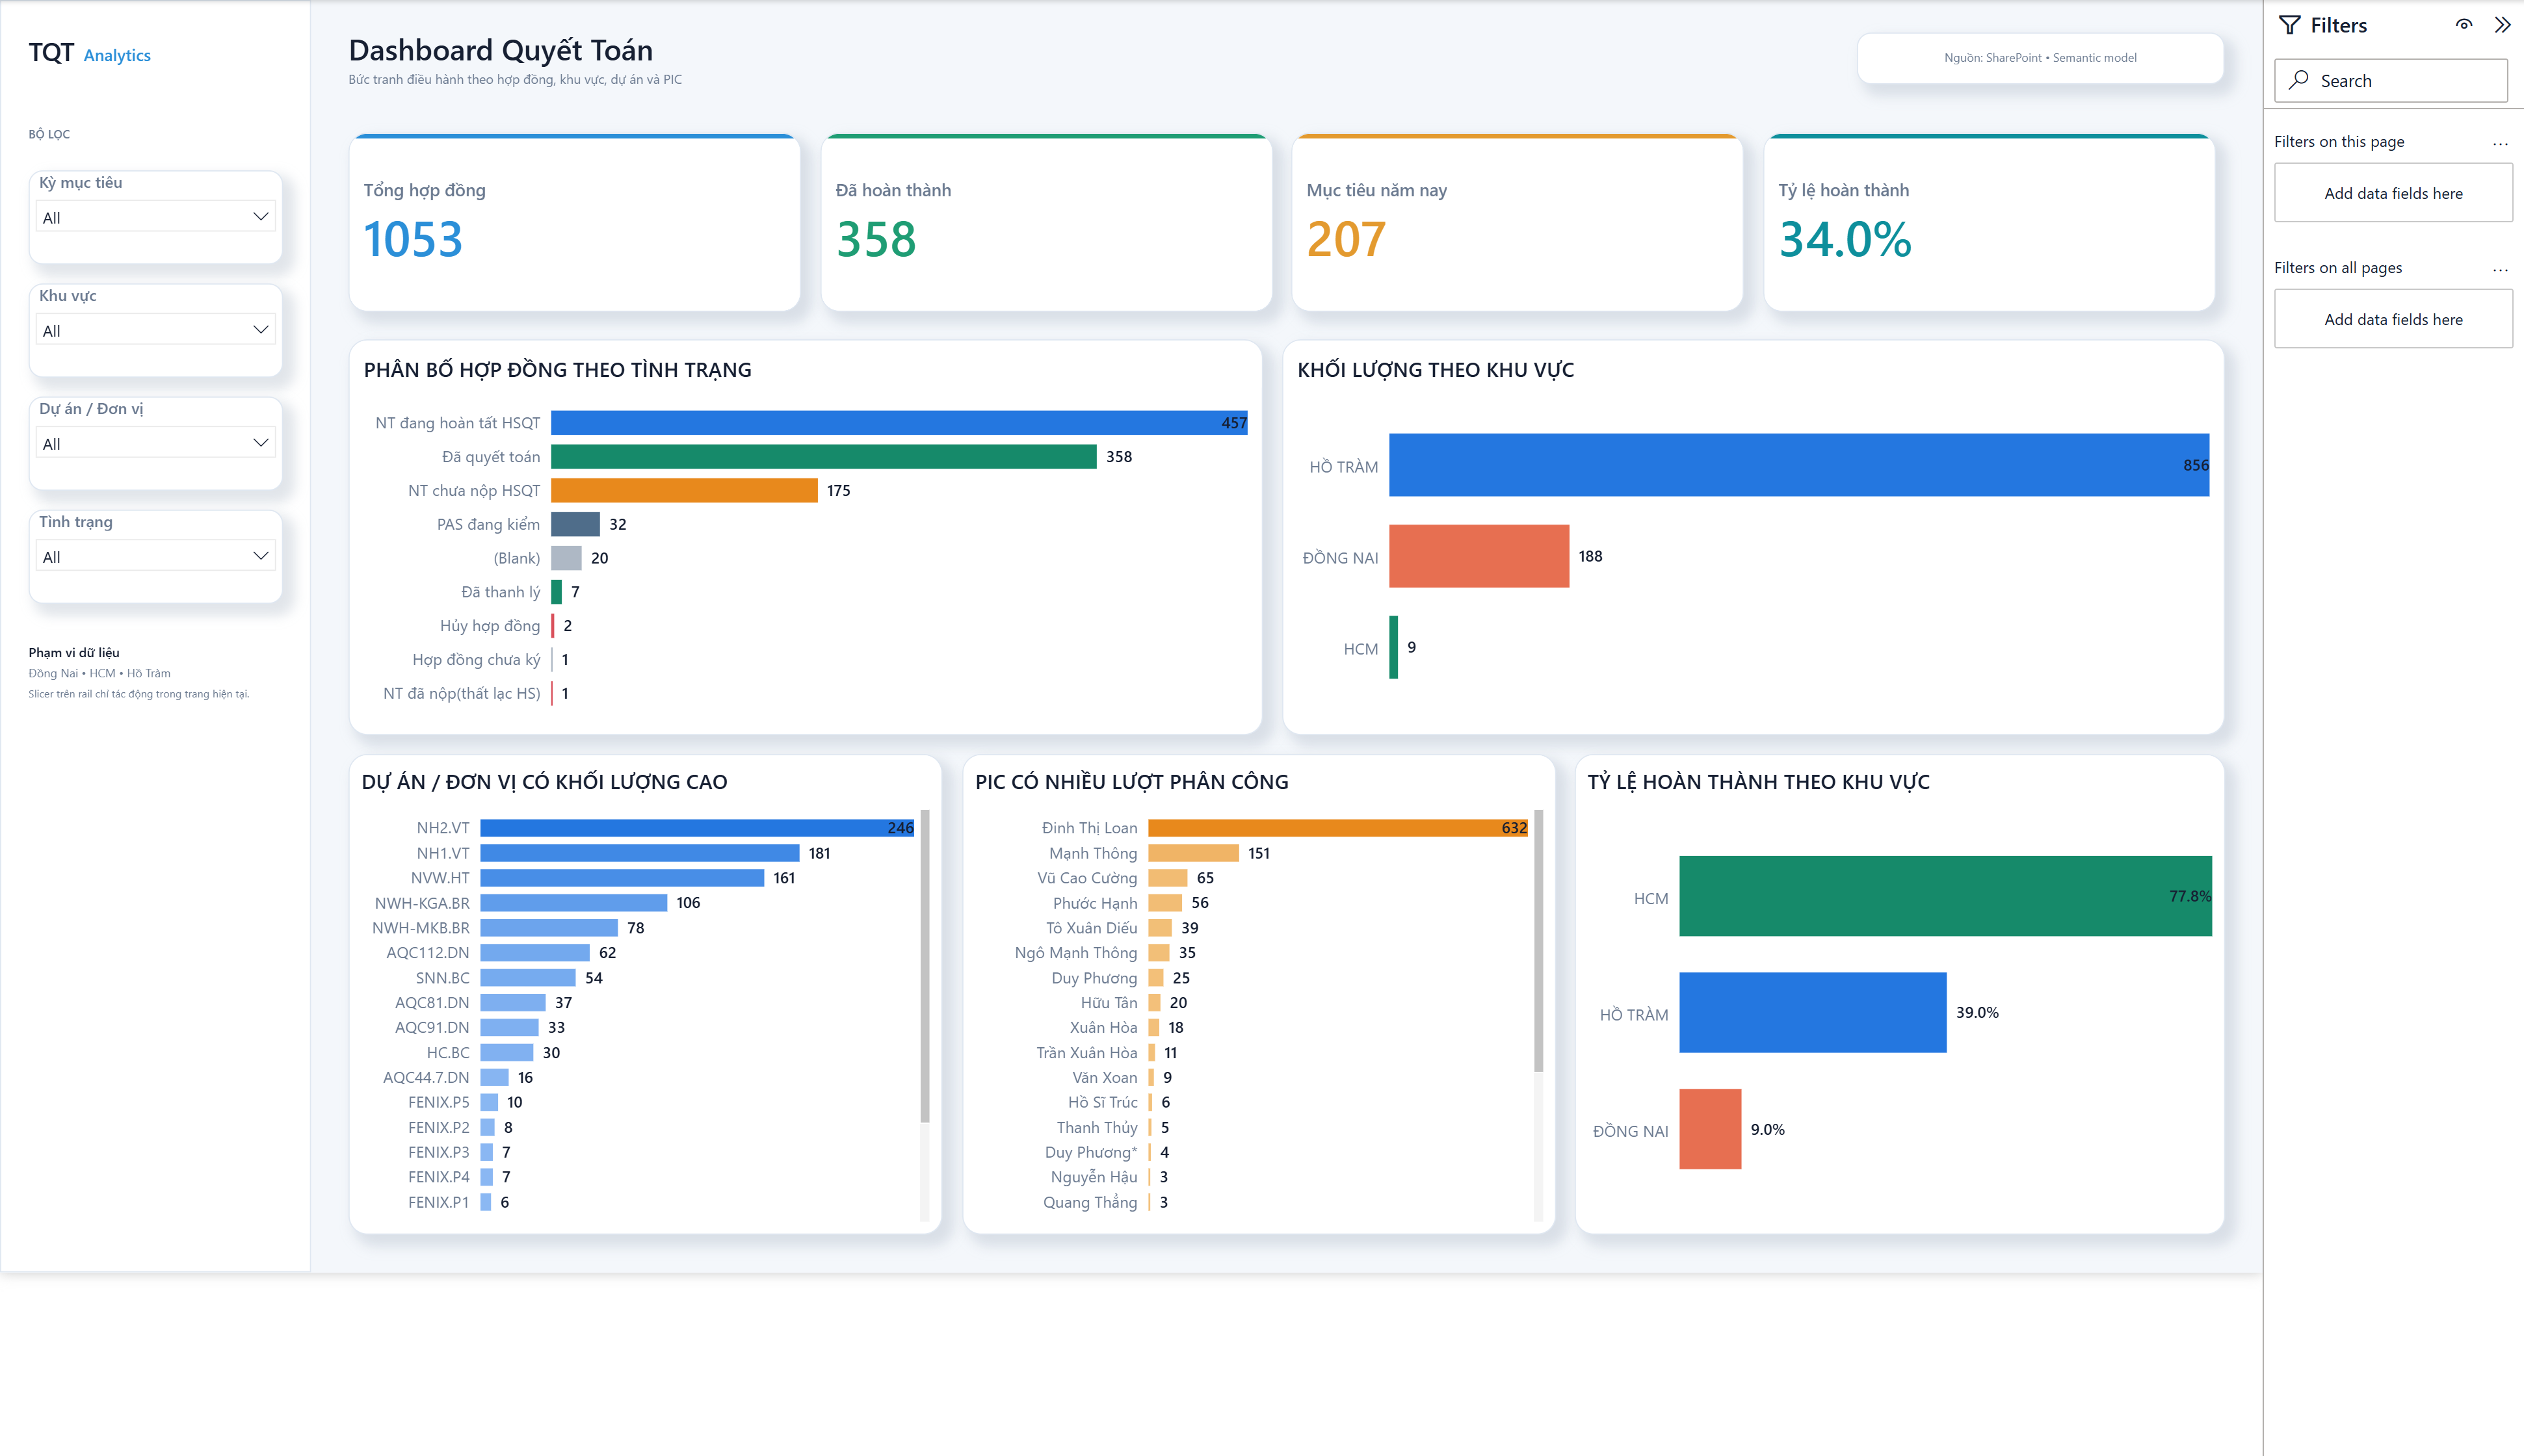 TQT Analytics
BỘ LỌC
Kỳ mục tiêu
All
Khu vực
All
Dự án / Đơn vị
All
Tình trạng
All
Phạm vi dữ liệu
Đồng Nai • HCM • Hồ Tràm
Slicer trên rail chỉ tác động trong trang hiện tại.
Dashboard Quyết Toán
Bức tranh điều hành theo hợp đồng, khu vực, dự án và PIC
Nguồn: SharePoint • Semantic model
Tổng hợp đồng
1053
Đã hoàn thành
358
Mục tiêu năm nay
207
Tỷ lệ hoàn thành
34.0%
PHÂN BỐ HỢP ĐỒNG THEO TÌNH TRẠNG
NT đang hoàn tất HSQT 457
Đã quyết toán 358
NT chưa nộp HSQT 175
PAS đang kiểm 32
(Blank) 20
Đã thanh lý 7
Hủy hợp đồng 2
Hợp đồng chưa ký 1
NT đã nộp(thất lạc HS) 1
KHỐI LƯỢNG THEO KHU VỰC
HỒ TRÀM 856
ĐỒNG NAI 188
HCM 9
DỰ ÁN / ĐƠN VỊ CÓ KHỐI LƯỢNG CAO
NH2.VT 246
NH1.VT 181
NVW.HT 161
NWH-KGA.BR 106
NWH-MKB.BR 78
AQC112.DN 62
SNN.BC 54
AQC81.DN 37
AQC91.DN 33
HC.BC 30
AQC44.7.DN 16
FENIX.P5 10
FENIX.P2 8
FENIX.P3 7
FENIX.P4 7
FENIX.P1 6
PIC CÓ NHIỀU LƯỢT PHÂN CÔNG
Đinh Thị Loan 632
Mạnh Thông 151
Vũ Cao Cường 65
Phước Hạnh 56
Tô Xuân Diếu 39
Ngô Mạnh Thông 35
Duy Phương 25
Hữu Tân 20
Xuân Hòa 18
Trần Xuân Hòa 11
Văn Xoan 9
Hồ Sĩ Trúc 6
Thanh Thủy 5
Duy Phương* 4
Nguyễn Hậu 3
Quang Thắng 3
TỶ LỆ HOÀN THÀNH THEO KHU VỰC
HCM 77.8%
HỒ TRÀM 39.0%
ĐỒNG NAI 9.0%
Filters
Search
Filters on this page ...
Add data fields here
Filters on all pages ...
Add data fields here